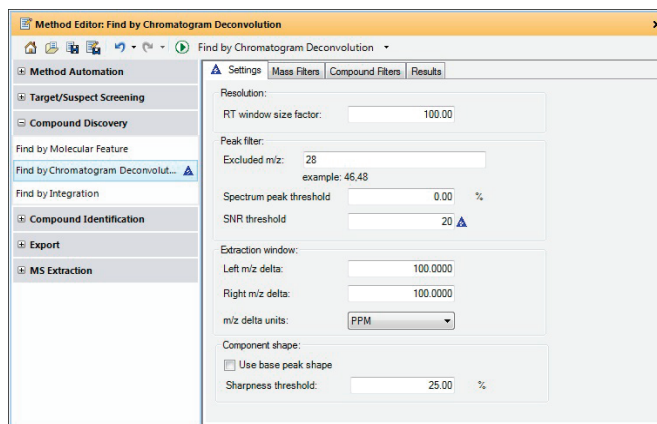 Method Editor: Find by Chromatogram Deconvolution
Find by Chromatogram Deconvolution
Method Automation
Target/Suspect Screening
Compound Discovery
Find by Molecular Feature
Find by Chromatogram Deconvolut...
Find by Integration
Compound Identification
Export
MS Extraction
Settings Mass Filters Compound Filters Results
Resolution:
RT window size factor: 100.00
Peak filter:
Excluded m/z: 28
example: 46,48
Spectrum peak threshold 0.00 %
SNR threshold 20
Extraction window:
Left m/z delta: 100.0000
Right m/z delta: 100.0000
m/z delta units: PPM
Component shape:
Use base peak shape
Sharpness threshold: 25.00 %